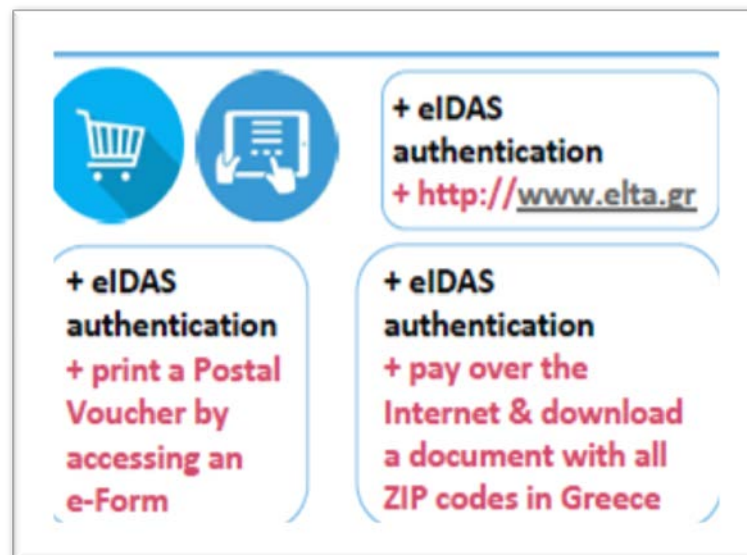 + eIDAS
authentication
+ http://www.elta.gr
+ eIDAS
authentication
+ print a Postal
Voucher by
accessing an
e-Form
+ eIDAS
authentication
+ pay over the
Internet & download
a document with all
ZIP codes in Greece